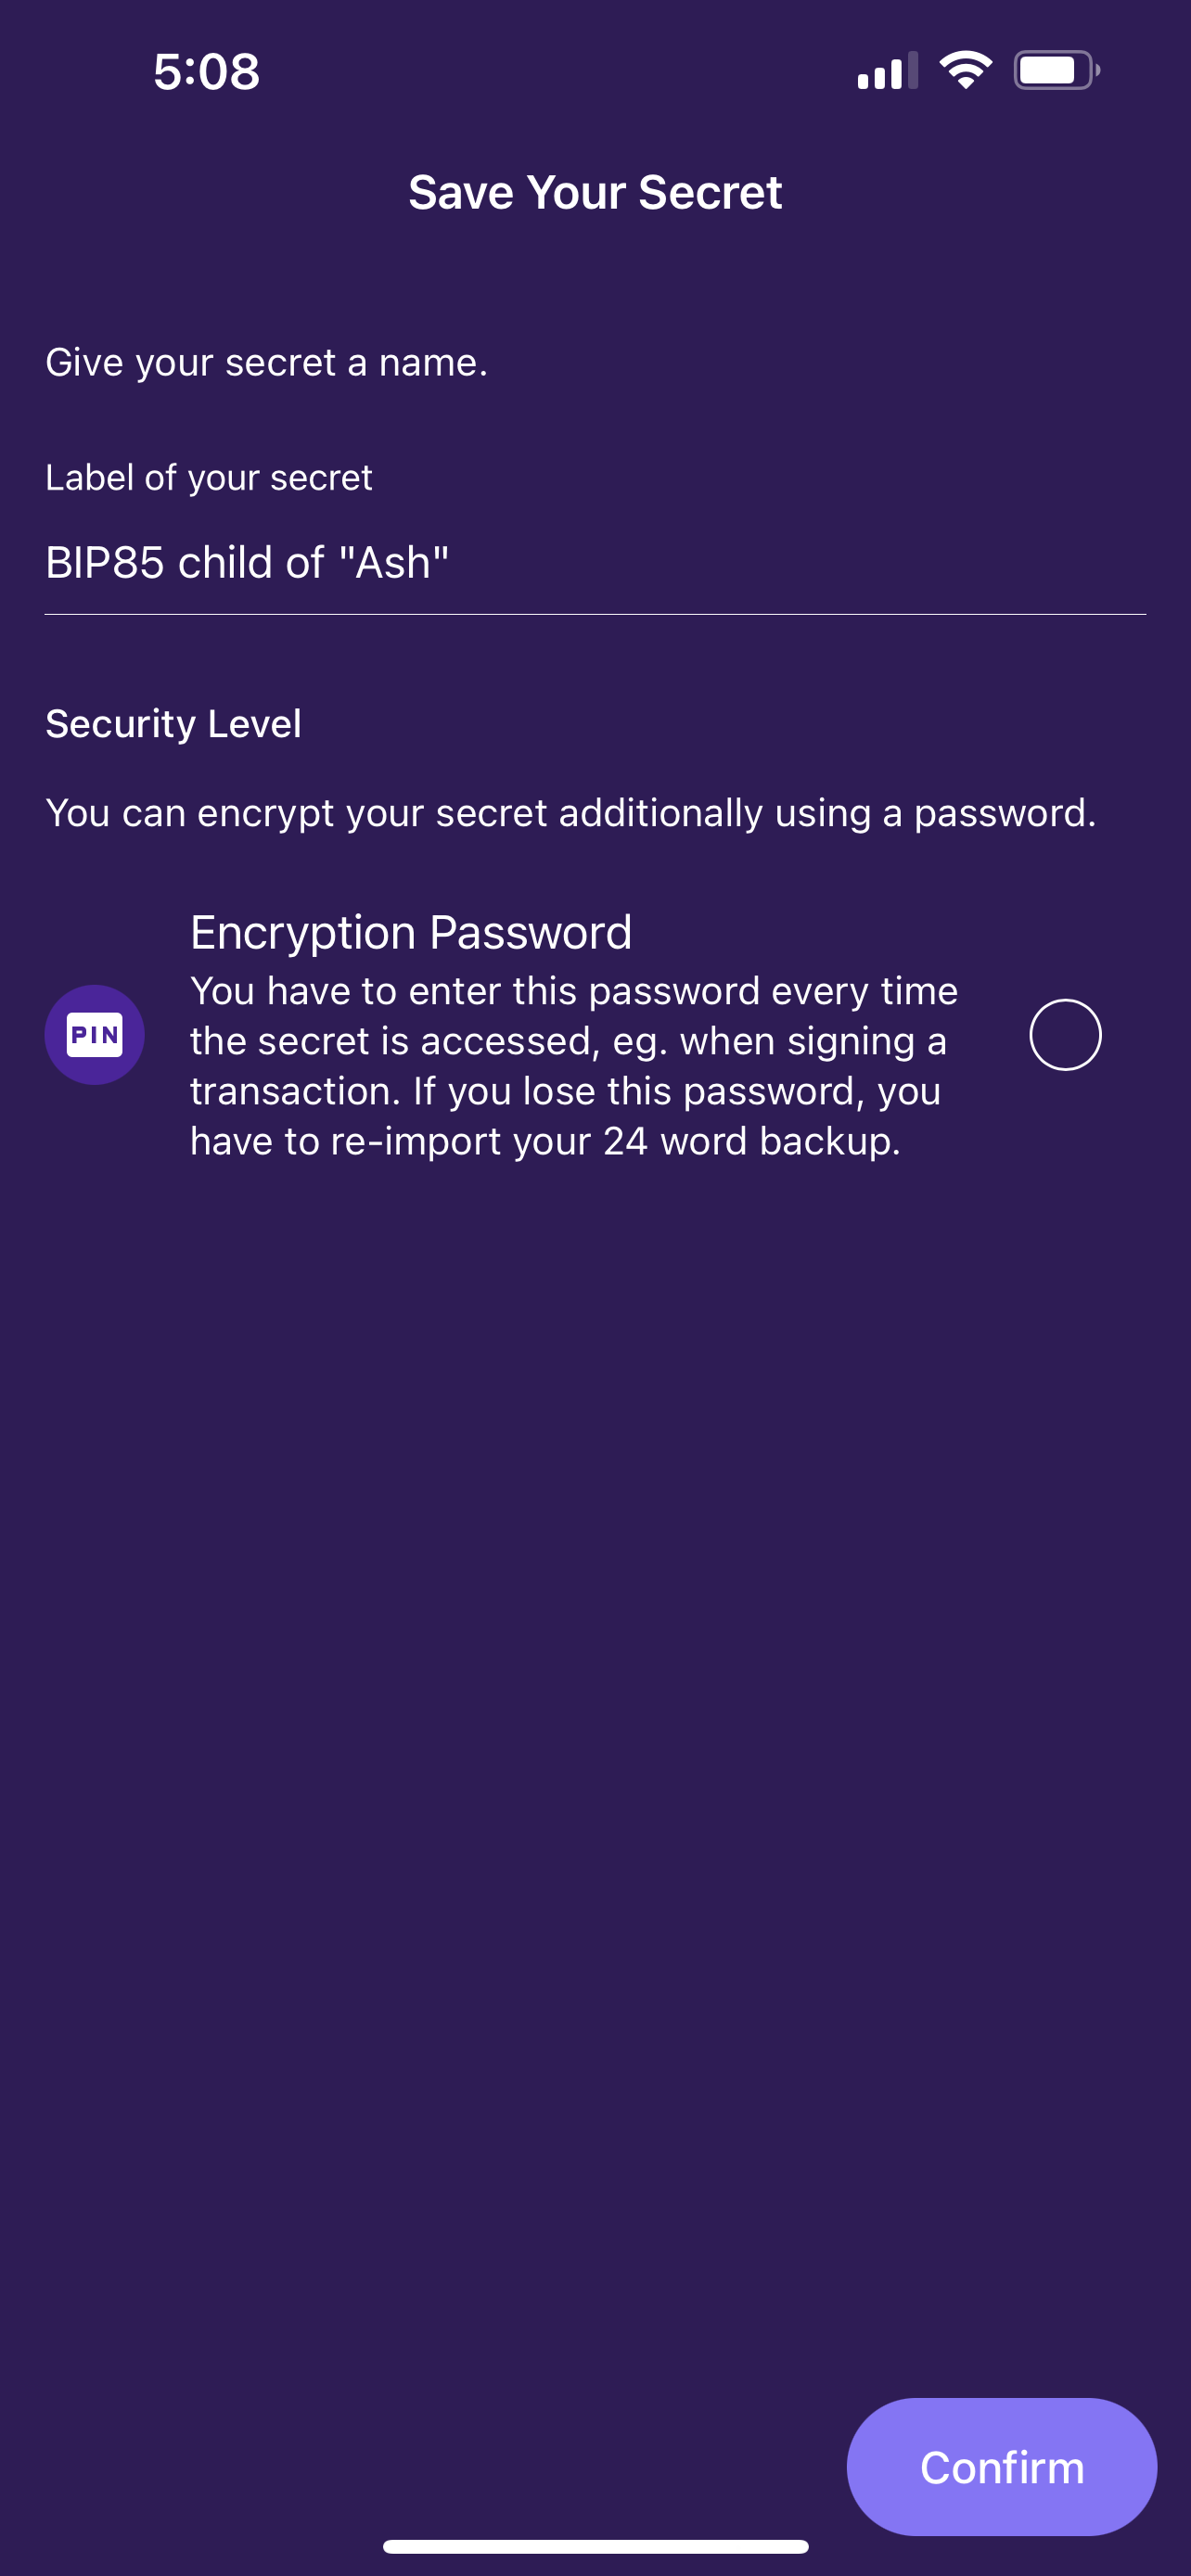 5:08
Save Your Secret
Give your secret a name.
Label of your secret
BIP85 child of "Ash"
Security Level
You can encrypt your secret additionally using a password.
Encryption Password
You have to enter this password every time
the secret is accessed, eg. when signing a
transaction. If you lose this password, you
have to re-import your 24 word backup.
PIN
Confirm